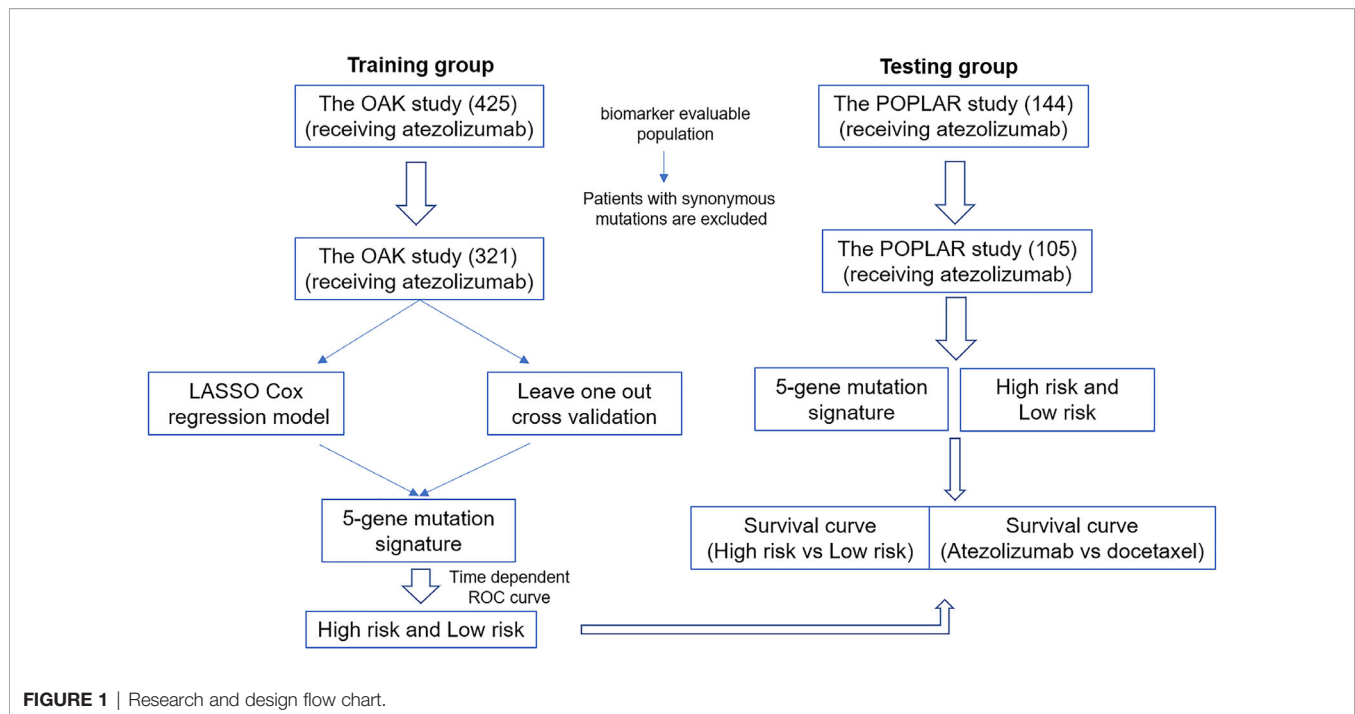 Training group
The OAK study (425)
(receiving atezolizumab)
The OAK study (321)
(receiving atezolizumab)
LASSO Cox
regression model
Leave one out
cross validation
5-gene mutation
signature
Time dependent
ROC curve
High risk and Low risk
biomarker evaluable
population
Patients with synonymous
mutations are excluded
Testing group
The POPLAR study (144)
(receiving atezolizumab)
The POPLAR study (105)
(receiving atezolizumab)
5-gene mutation
signature
High risk and
Low risk
Survival curve
(High risk vs Low risk)
Survival curve
(Atezolizumab vs docetaxel)
FIGURE 1 | Research and design flow chart.